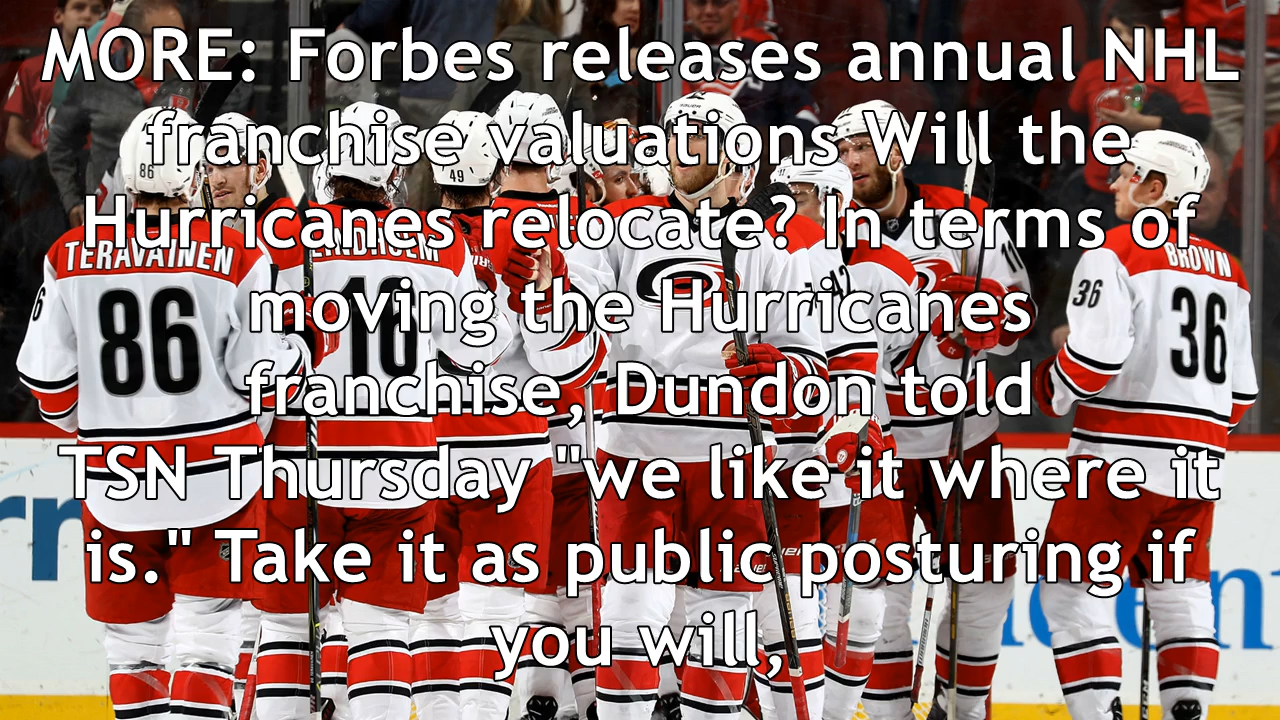 MORE: Forbes releases annual NHL
franchise valuations Will the
Hurricanes relocate? In terms of
moving the Hurricanes
franchise, Dundon told
TSN Thursday "we like it where it
is." Take it as public posturing if
you will,
86
49
TERAVAINEN
86
16
36
BROWN
36